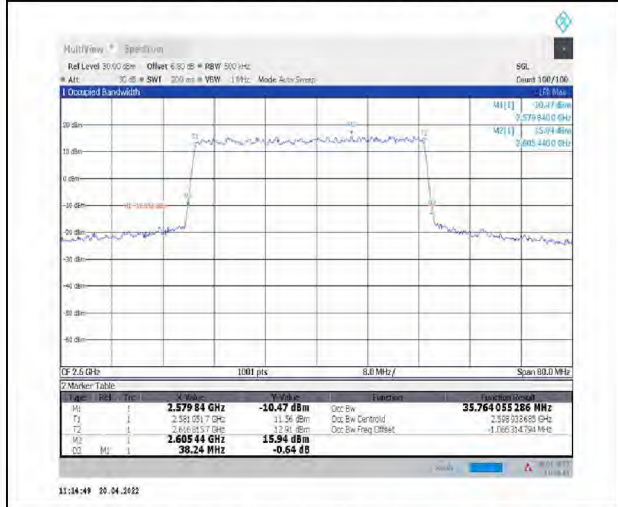 MultiView Spectrum
Ref Level 30.00 dBm Offset 6.80 dB RBW 500 kHz SGL
Att 30 dB SWT 200 ms VBW 1 MHz Mode Auto Sweep Count 100/100
1 Occupied Bandwidth
M1[1] -10.47 dBm
2.579 840 0 GHz
M2[1] 15.94 dBm
2.605 440 0 GHz
20 dBm
10 dBm
0 dBm
-10 dBm
-20 dBm
-30 dBm
-40 dBm
-50 dBm
-60 dBm
CF 2.6 GHz 1001 pts 8.0 MHz/ Span 80.0 MHz
2 Marker Table
Type Ref Trc X-Value Y-Value Function Function Result
M1 1 2.579 84 GHz -10.47 dBm Occ Bw 35.764 055 286 MHz
T1 1 11.56 dBm Occ Bw Centroid
T2 1 12.91 dBm Occ Bw Freq Offset
M2 1 2.605 44 GHz 15.94 dBm
D3 M1 1 38.24 MHz -0.64 dB
11:14:49 20.04.2022